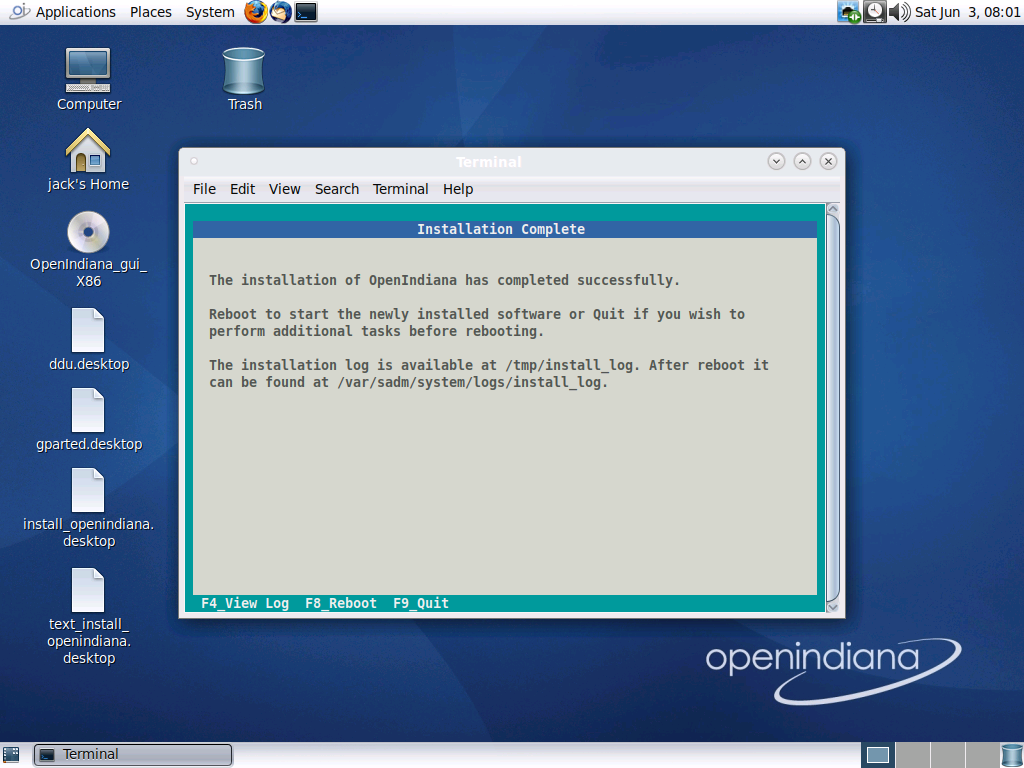 Applications Places System Sat Jun 3, 08:01
Computer
Trash
jack's Home
OpenIndiana_gui_
X86
ddu.desktop
gparted.desktop
install_openindiana.
desktop
text_install_
openindiana.
desktop
Terminal
File Edit View Search Terminal Help
Installation Complete
The installation of OpenIndiana has completed successfully.
Reboot to start the newly installed software or Quit if you wish to
perform additional tasks before rebooting.
The installation log is available at /tmp/install_log. After reboot it
can be found at /var/sadm/system/logs/install_log.
F4_View Log F8_Reboot F9_Quit
openindiana
Terminal